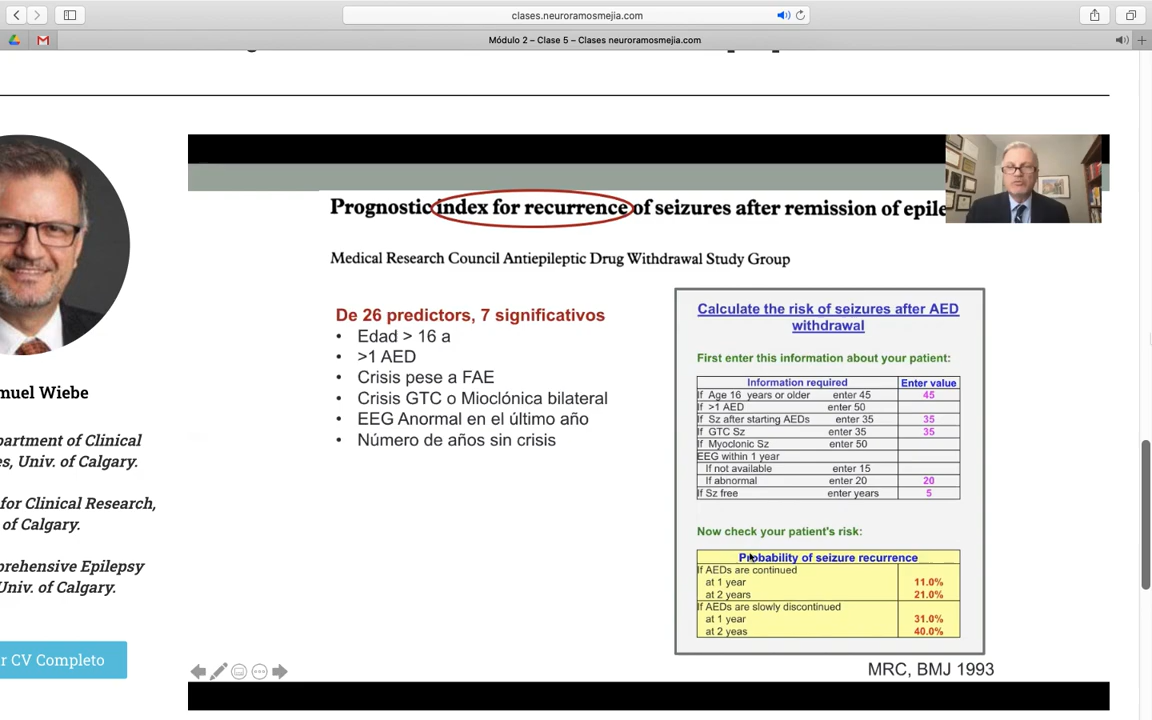 clases.neuroramosmejia.com
Módulo 2 – Clase 5 – Clases neuroramosmejia.com
Prognostic index for recurrence of seizures after remission of epile
Medical Research Council Antiepileptic Drug Withdrawal Study Group
De 26 predictors, 7 significativos
• Edad > 16 a
• >1 AED
• Crisis pese a FAE
• Crisis GTC o Mioclónica bilateral
• EEG Anormal en el último año
• Número de años sin crisis
Calculate the risk of seizures after AED
withdrawal
First enter this information about your patient:
Information required Enter value
If Age 16 years or older enter 45 45
If >1 AED enter 50
If Sz after starting AEDs enter 35 35
If GTC Sz enter 35 35
If Myoclonic Sz enter 50
EEG within 1 year
If not available enter 15
If abnormal enter 20 20
If Sz free enter years 5
Now check your patient's risk:
Probability of seizure recurrence
If AEDs are continued
at 1 year 11.0%
at 2 years 21.0%
If AEDs are slowly discontinued
at 1 year 31.0%
at 2 yeas 40.0%
MRC, BMJ 1993
muel Wiebe
partment of Clinical
es, Univ. of Calgary.
for Clinical Research,
of Calgary.
prehensive Epilepsy
Univ. of Calgary.
r CV Completo